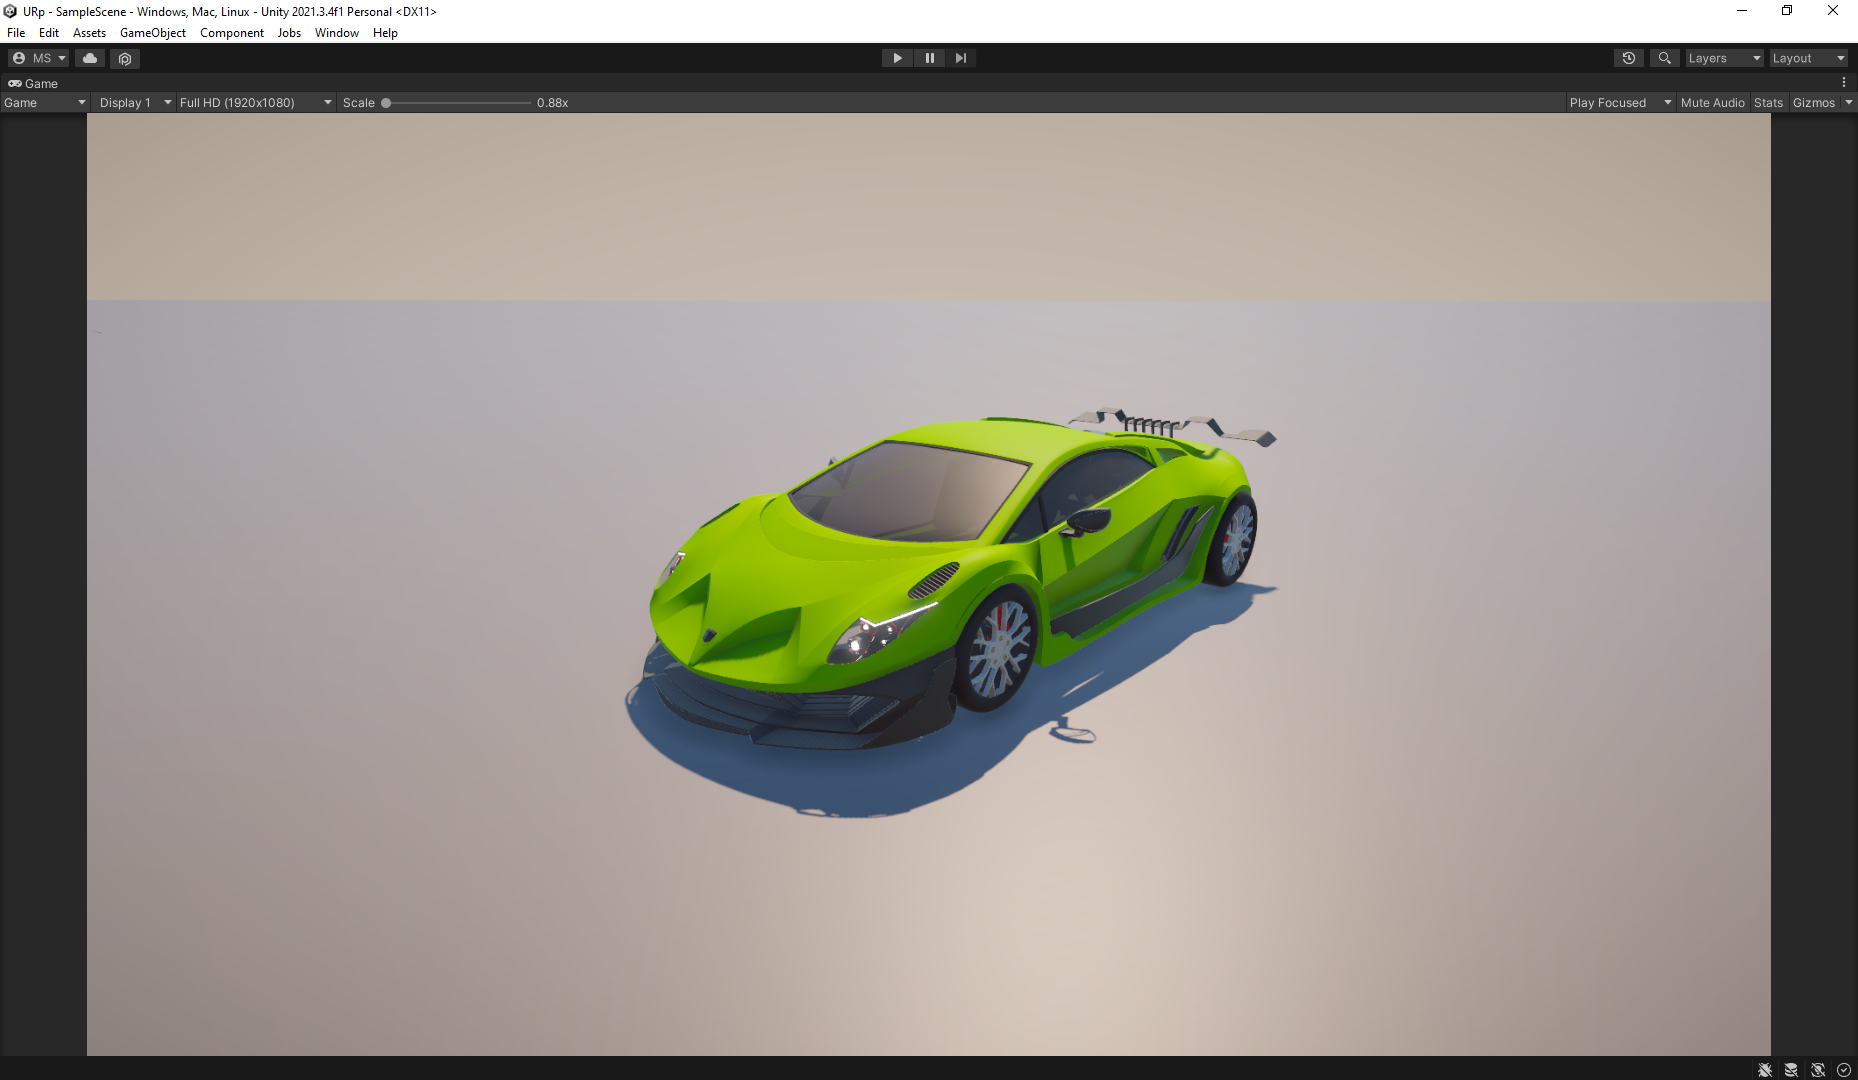 URp - SampleScene - Windows, Mac, Linux - Unity 2021.3.4f1 Personal <DX11>
File Edit Assets GameObject Component Jobs Window Help
MS Layers Layout
Game
Game Display 1 Full HD (1920x1080) Scale 0.88x Play Focused Mute Audio Stats Gizmos